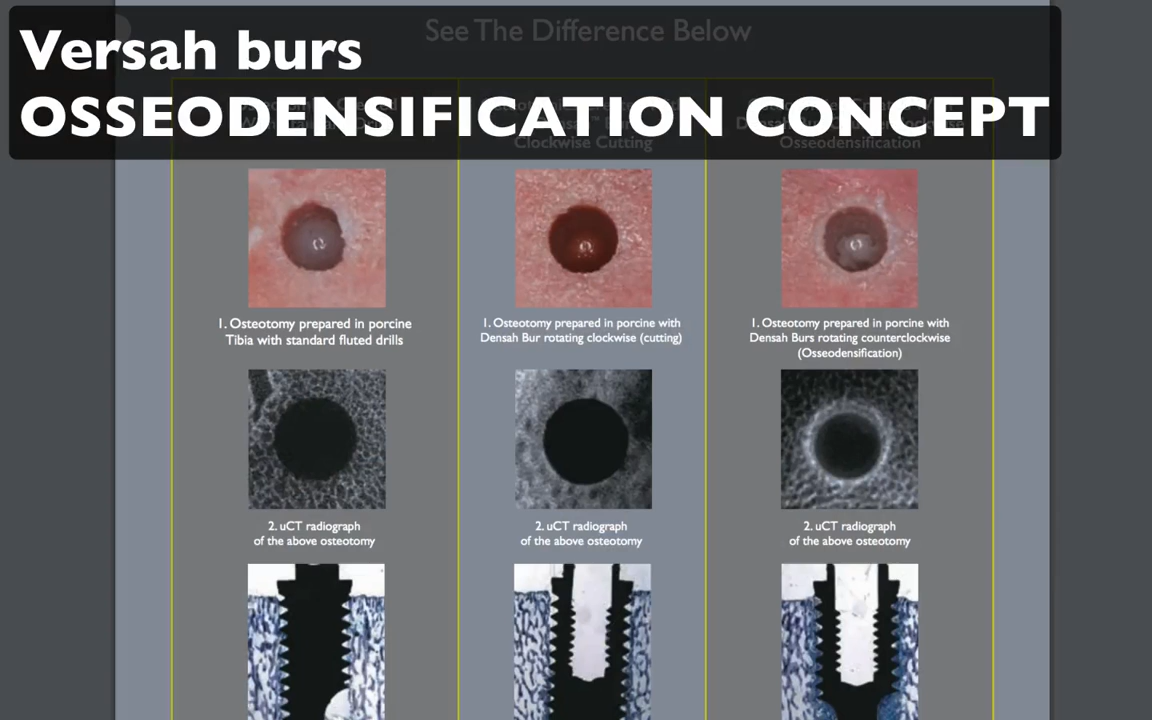 See The Difference Below
Versah burs
OSSEODENSIFICATION CONCEPT
Clockwise Cutting
Osseodensification
1. Osteotomy prepared in porcine
Tibia with standard fluted drills
1. Osteotomy prepared in porcine with
Densah Bur rotating clockwise (cutting)
1. Osteotomy prepared in porcine with
Densah Burs rotating counterclockwise
(Osseodensification)
2. uCT radiograph
of the above osteotomy
2. uCT radiograph
of the above osteotomy
2. uCT radiograph
of the above osteotomy